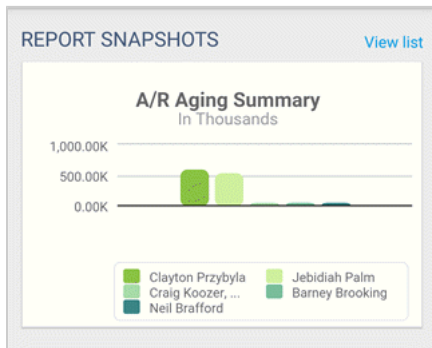 REPORT SNAPSHOTS View list
A/R Aging Summary
In Thousands
1,000.00K
500.00K
0.00K
Clayton Przybyla Jebidiah Palm
Craig Koozer, ... Barney Brooking
Neil Brafford